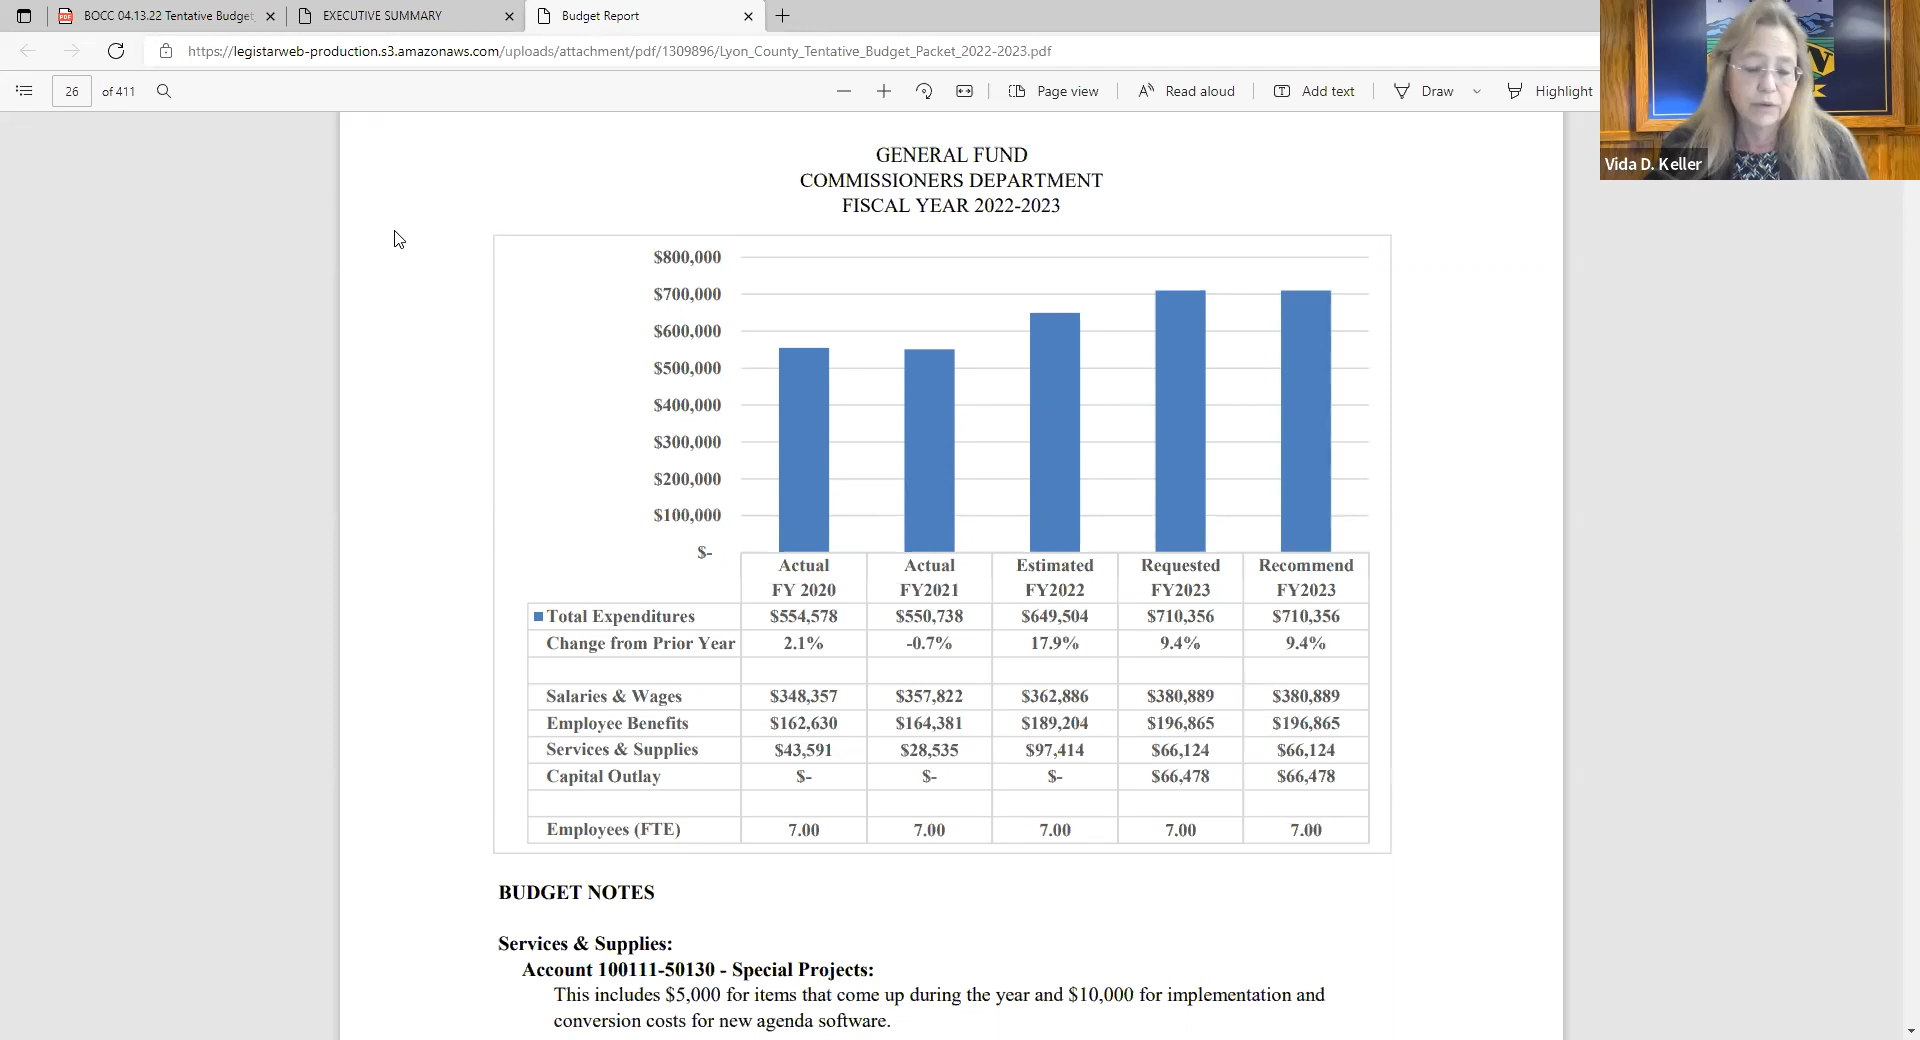 BOCC 04.13.22 Tentative Budget
EXECUTIVE SUMMARY
Budget Report
https://legistarweb-production.s3.amazonaws.com/uploads/attachment/pdf/1309896/Lyon_County_Tentative_Budget_Packet_2022-2023.pdf
26 of 411 Page view Read aloud Add text Draw Highlight
Vida D. Keller
GENERAL FUND
COMMISSIONERS DEPARTMENT
FISCAL YEAR 2022-2023
$800,000
$700,000
$600,000
$500,000
$400,000
$300,000
$200,000
$100,000
$-
Actual Actual Estimated Requested Recommend
FY 2020 FY2021 FY2022 FY2023 FY2023
Total Expenditures $554,578 $550,738 $649,504 $710,356 $710,356
Change from Prior Year 2.1% -0.7% 17.9% 9.4% 9.4%
Salaries & Wages $348,357 $357,822 $362,886 $380,889 $380,889
Employee Benefits $162,630 $164,381 $189,204 $196,865 $196,865
Services & Supplies $43,591 $28,535 $97,414 $66,124 $66,124
Capital Outlay $- $- $- $66,478 $66,478
Employees (FTE) 7.00 7.00 7.00 7.00 7.00
BUDGET NOTES
Services & Supplies:
Account 100111-50130 - Special Projects:
This includes $5,000 for items that come up during the year and $10,000 for implementation and
conversion costs for new agenda software.